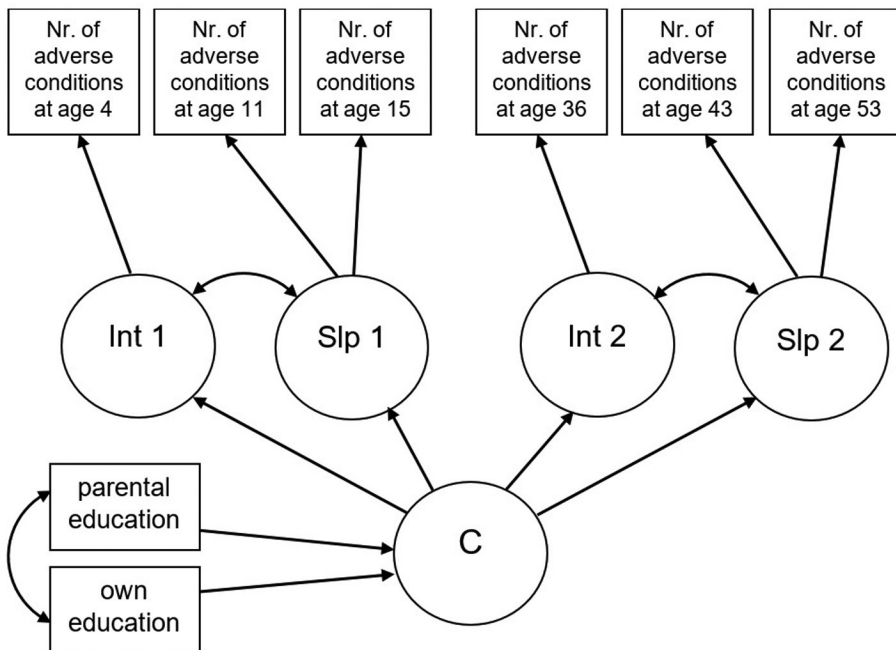 Nr. of
adverse
conditions
at age 4
Nr. of
adverse
conditions
at age 11
Nr. of
adverse
conditions
at age 15
Nr. of
adverse
conditions
at age 36
Nr. of
adverse
conditions
at age 43
Nr. of
adverse
conditions
at age 53
Int 1
Slp 1
Int 2
Slp 2
parental
education
own
education
C